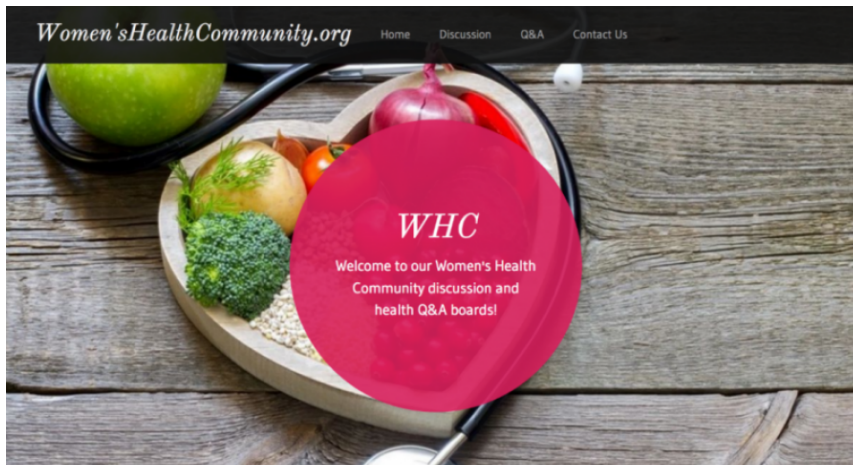 Women'sHealthCommunity.org
Home Discussion Q&A Contact Us
WHC
Welcome to our Women's Health
Community discussion and
health Q&A boards!